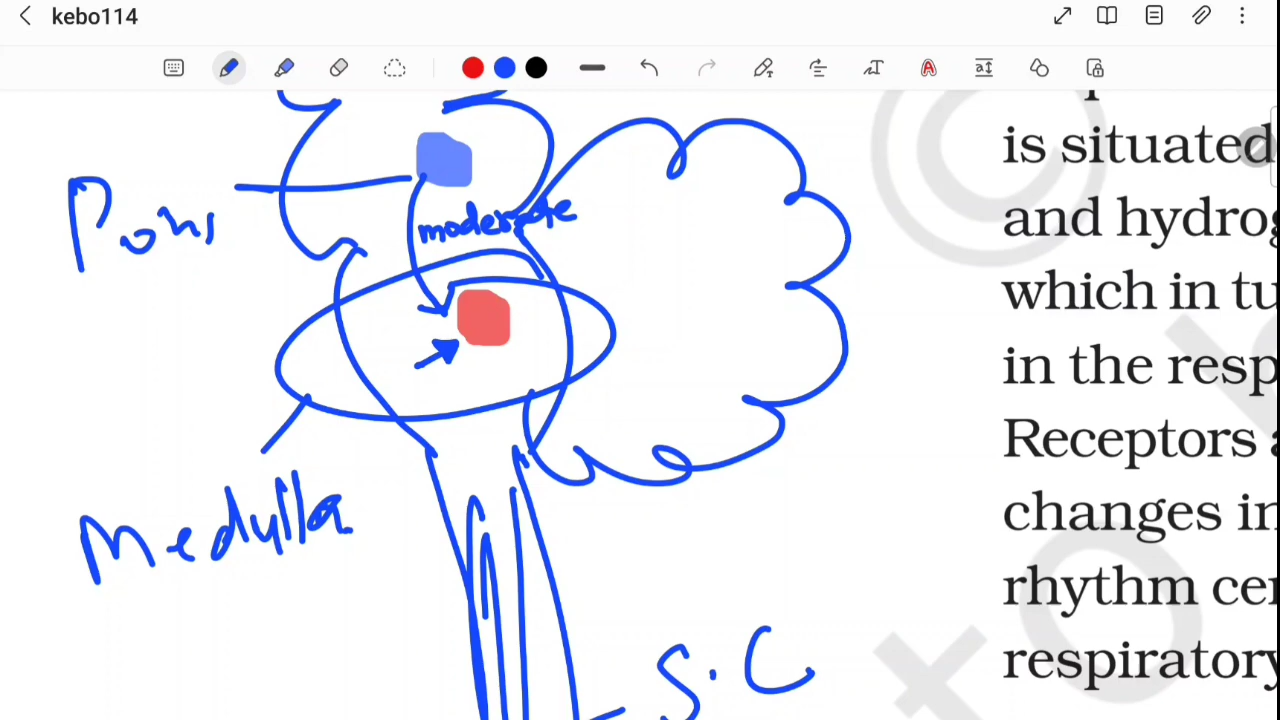 kebo114
is situated
and hydrog
which in tu
in the resp
Receptors
changes in
rhythm cen
respiratory
Pons
moderate
Medulla
S.C